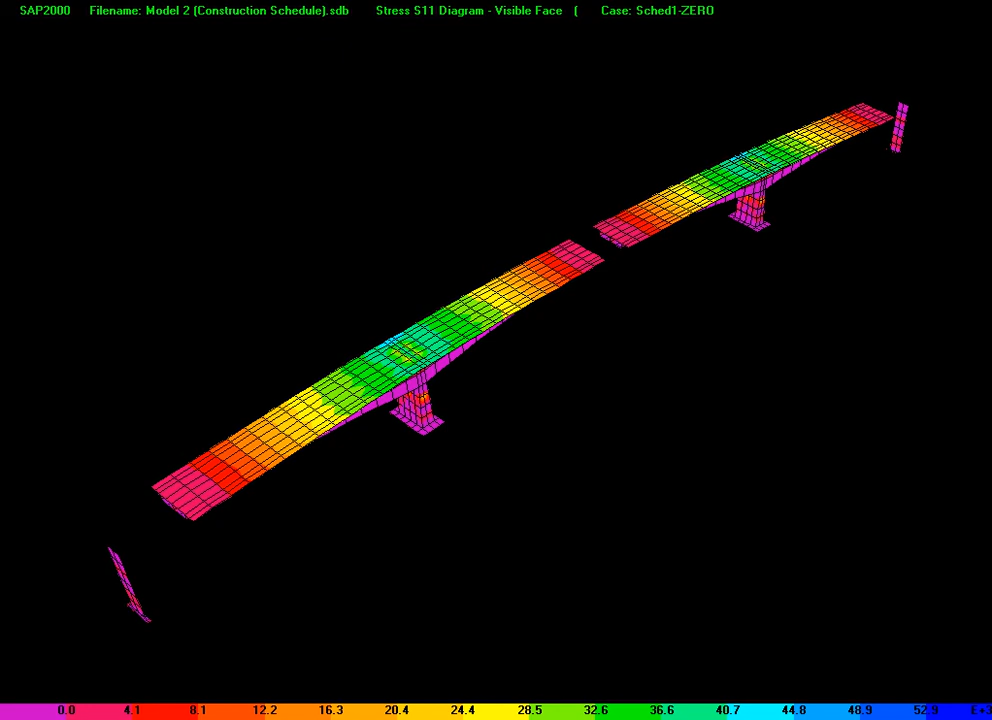 SAP2000 Filename: Model 2 (Construction Schedule).sdb Stress S11 Diagram - Visible Face ( Case: Sched1-ZERO
0.0 4.1 8.1 12.2 16.3 20.4 24.4 28.5 32.6 36.6 40.7 44.8 48.9 52.9